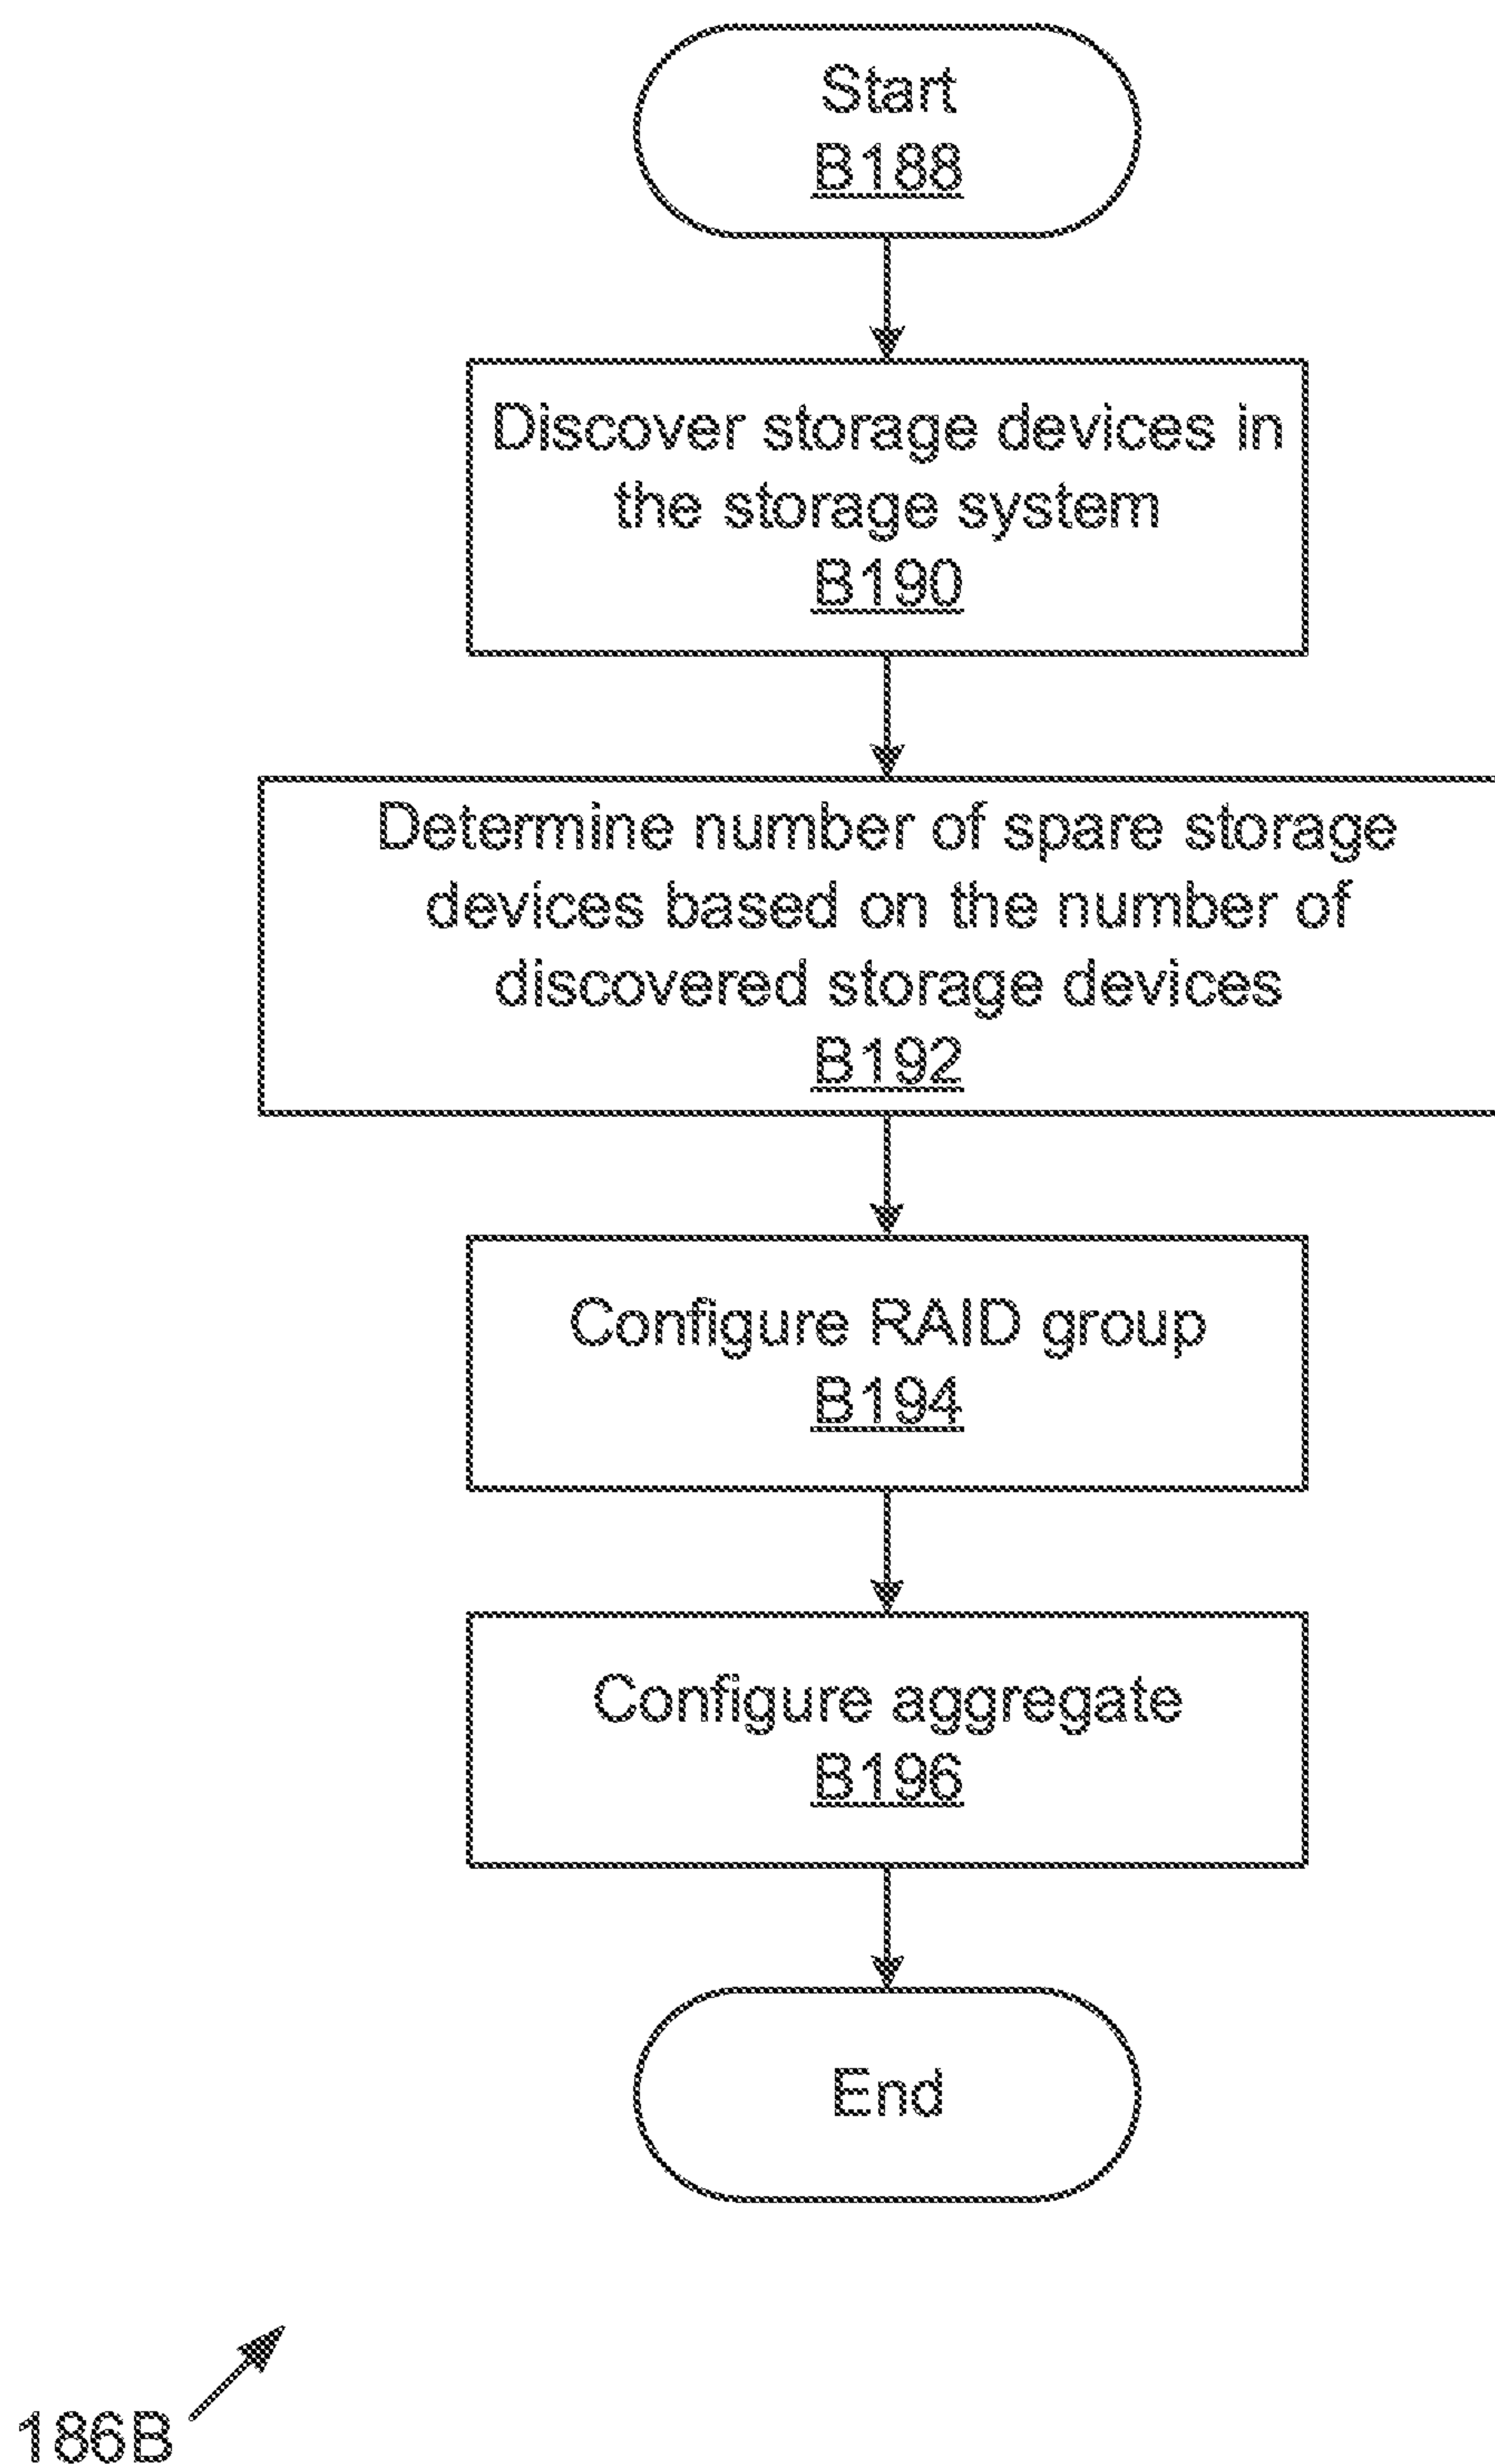 Start
B188
Discover storage devices in
the storage system
B190
Determine number of spare storage
devices based on the number of
discovered storage devices
B192
Configure RAID group
B194
Configure aggregate
B196
End
186B